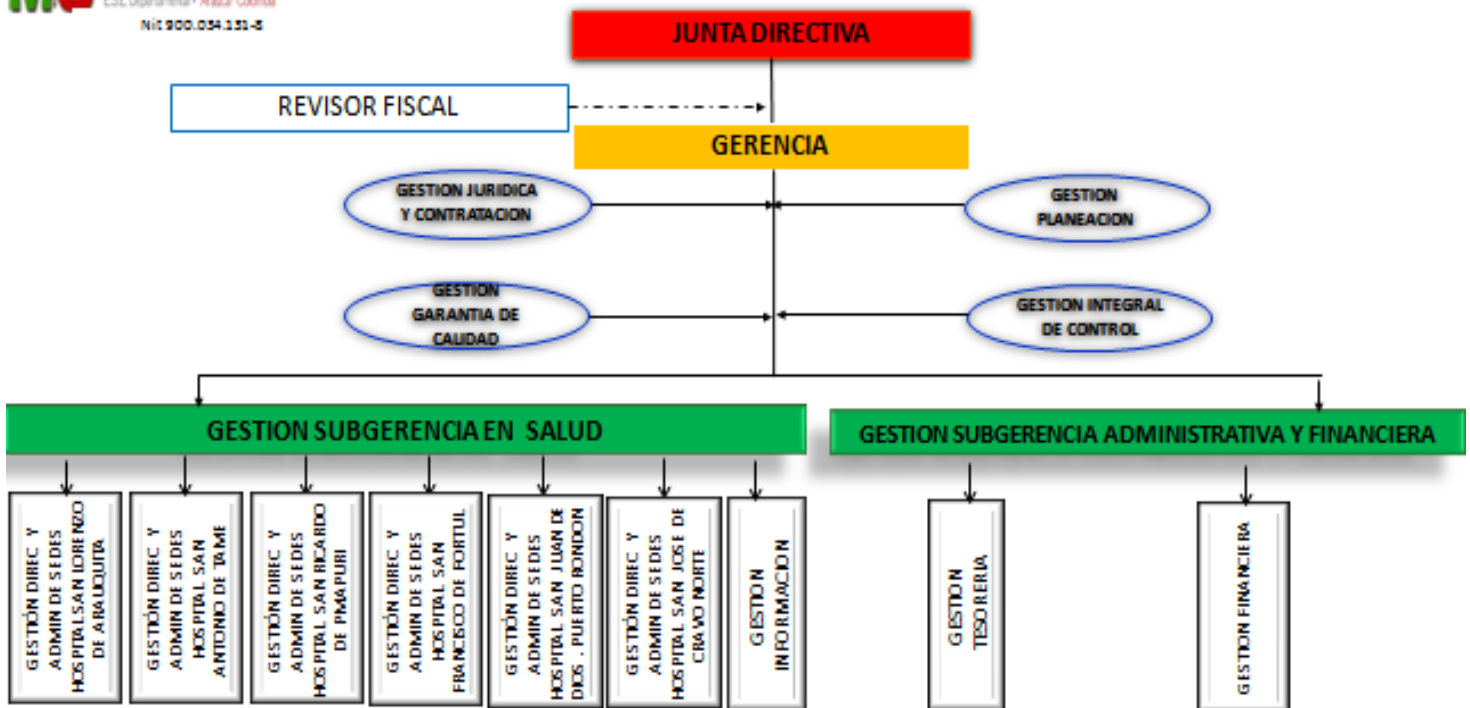 ESE Departamental - Arauca Colombia
Nit 900.034.131-8
JUNTA DIRECTIVA
REVISOR FISCAL
GERENCIA
GESTION JURIDICA
Y CONTRATACION
GESTION
PLANEACION
GESTION
GARANTIA DE
CALIDAD
GESTION INTEGRAL
DE CONTROL
GESTION SUBGERENCIA EN SALUD
GESTION SUBGERENCIA ADMINISTRATIVA Y FINANCIERA
GESTIÓN DIREC Y
ADMIN DE SEDES
HOSPITAL SAN LORENZO
DE ARAUQUITA
GESTIÓN DIREC Y
ADMIN DE SEDES
HOSPITAL SAN
ANTONIO DE TAME
GESTIÓN DIREC Y
ADMIN DE SEDES
HOSPITAL SAN RICARDO
DE PMAPURI
GESTIÓN DIREC Y
ADMIN DE SEDES
HOSPITAL SAN
FRANCISCO DE FORTUL
GESTIÓN DIREC Y
ADMIN DE SEDES
HOSPITAL SAN JUAN DE
DIOS . PUERTO RONDON
GESTIÓN DIREC Y
ADMIN DE SEDES
HOSPITAL SAN JOSE DE
CRAVO NORTE
GESTION
INFORMACION
GESTION
TESORERIA
GESTION FINANCIERA